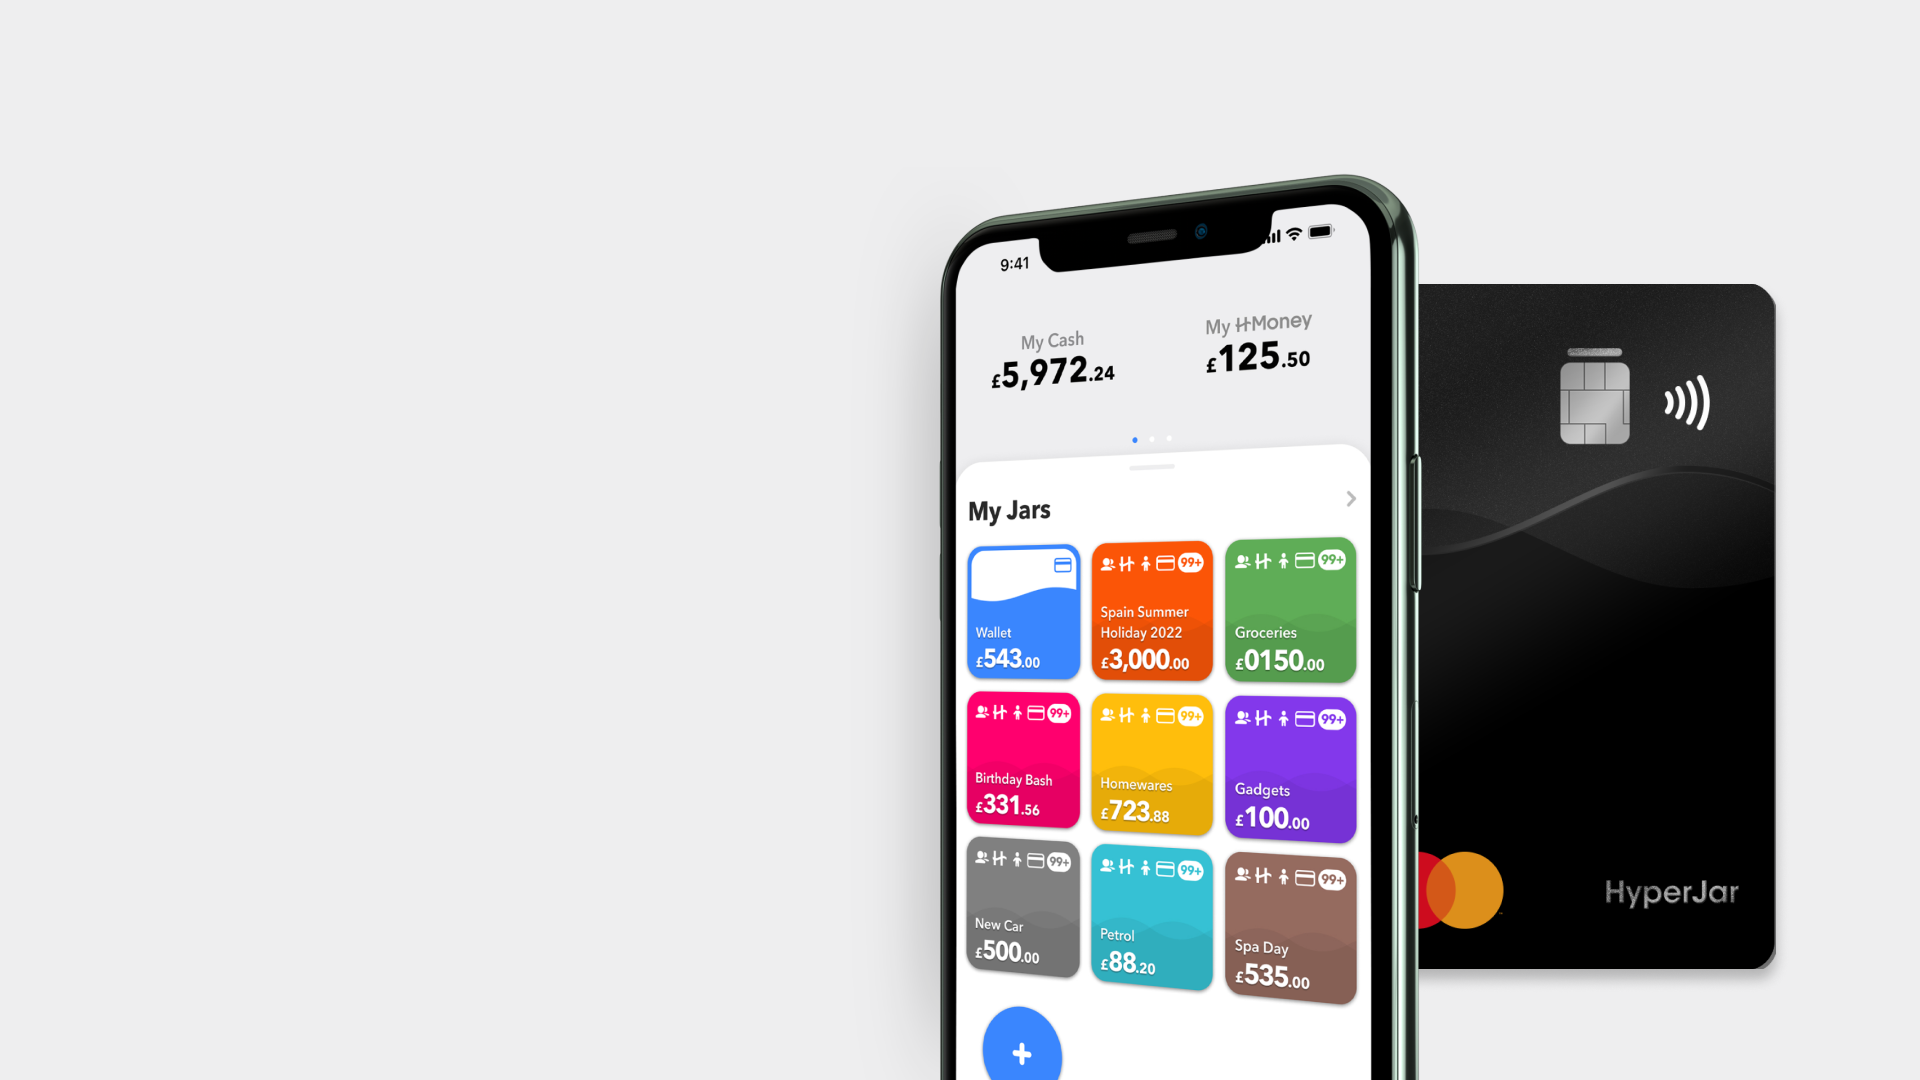 9:41
My Cash
£5,972.24
My HMoney
£125.50
My Jars
Wallet
£543.00
99+
Spain Summer
Holiday 2022
£3,000.00
99+
Groceries
£0150.00
99+
Birthday Bash
£331.56
99+
Homewares
£723.88
99+
Gadgets
£100.00
99+
New Car
£500.00
99+
Petrol
£88.20
99+
Spa Day
£535.00
+
HyperJar